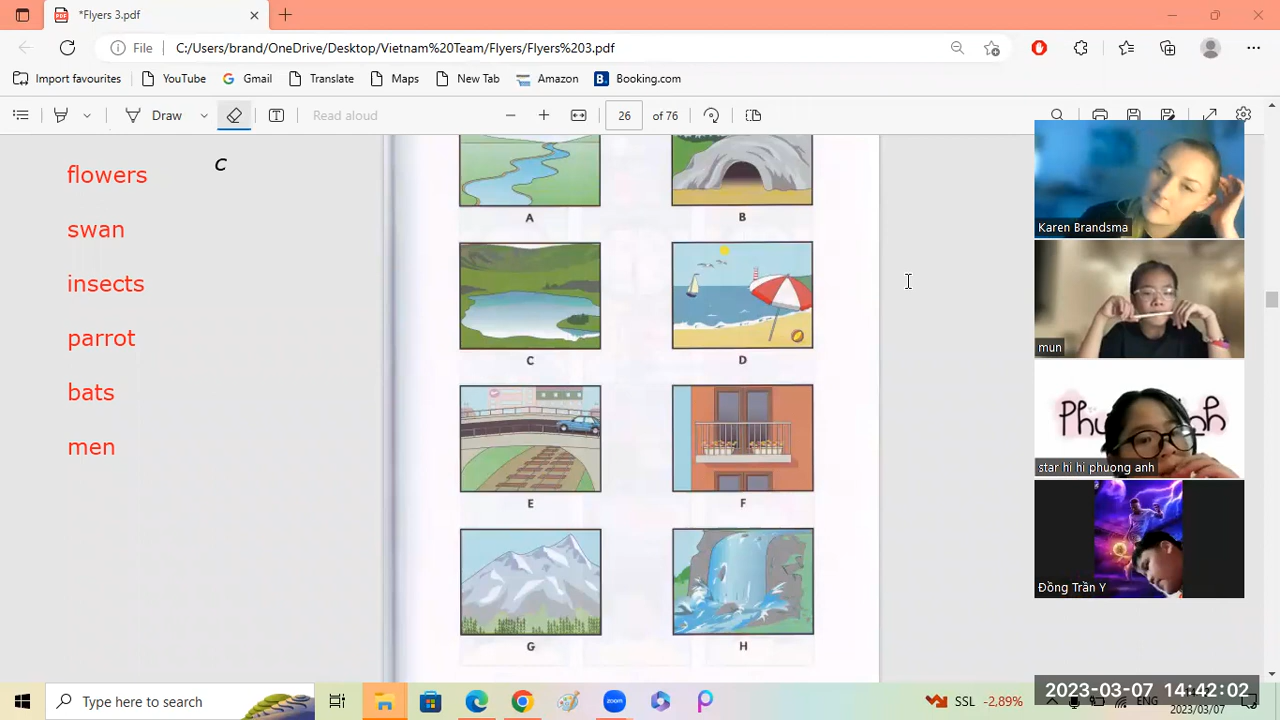 *Flyers 3.pdf
File C:/Users/brand/OneDrive/Desktop/Vietnam%20Team/Flyers/Flyers%203.pdf
Import favourites YouTube Gmail Translate Maps New Tab Amazon B Booking.com
Draw Read aloud 26 of 76
flowers c
swan
insects
parrot
bats
men
A B
C D
E F
G H
Karen Brandsma
mun
star hi hi phuong anh
Đồng Trần Y
Type here to search
SSL -2,89%
ENG
2023-03-07 14:42:02
2023/03/07